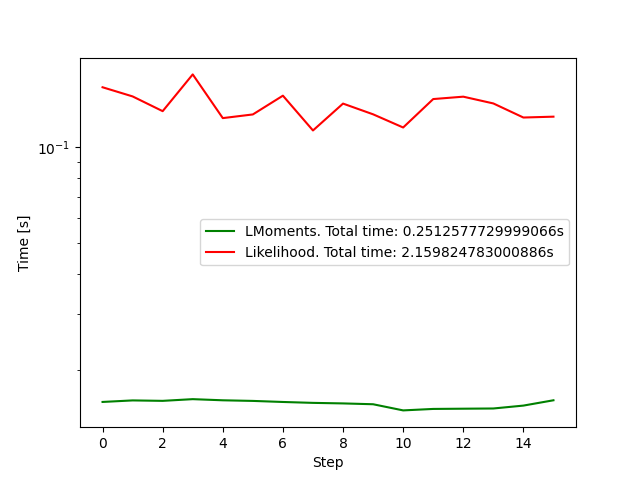 10⁻¹
Time [s]
LMoments. Total time: 0.2512577729999066s
Likelihood. Total time: 2.159824783000886s
0 2 4 6 8 10 12 14
Step